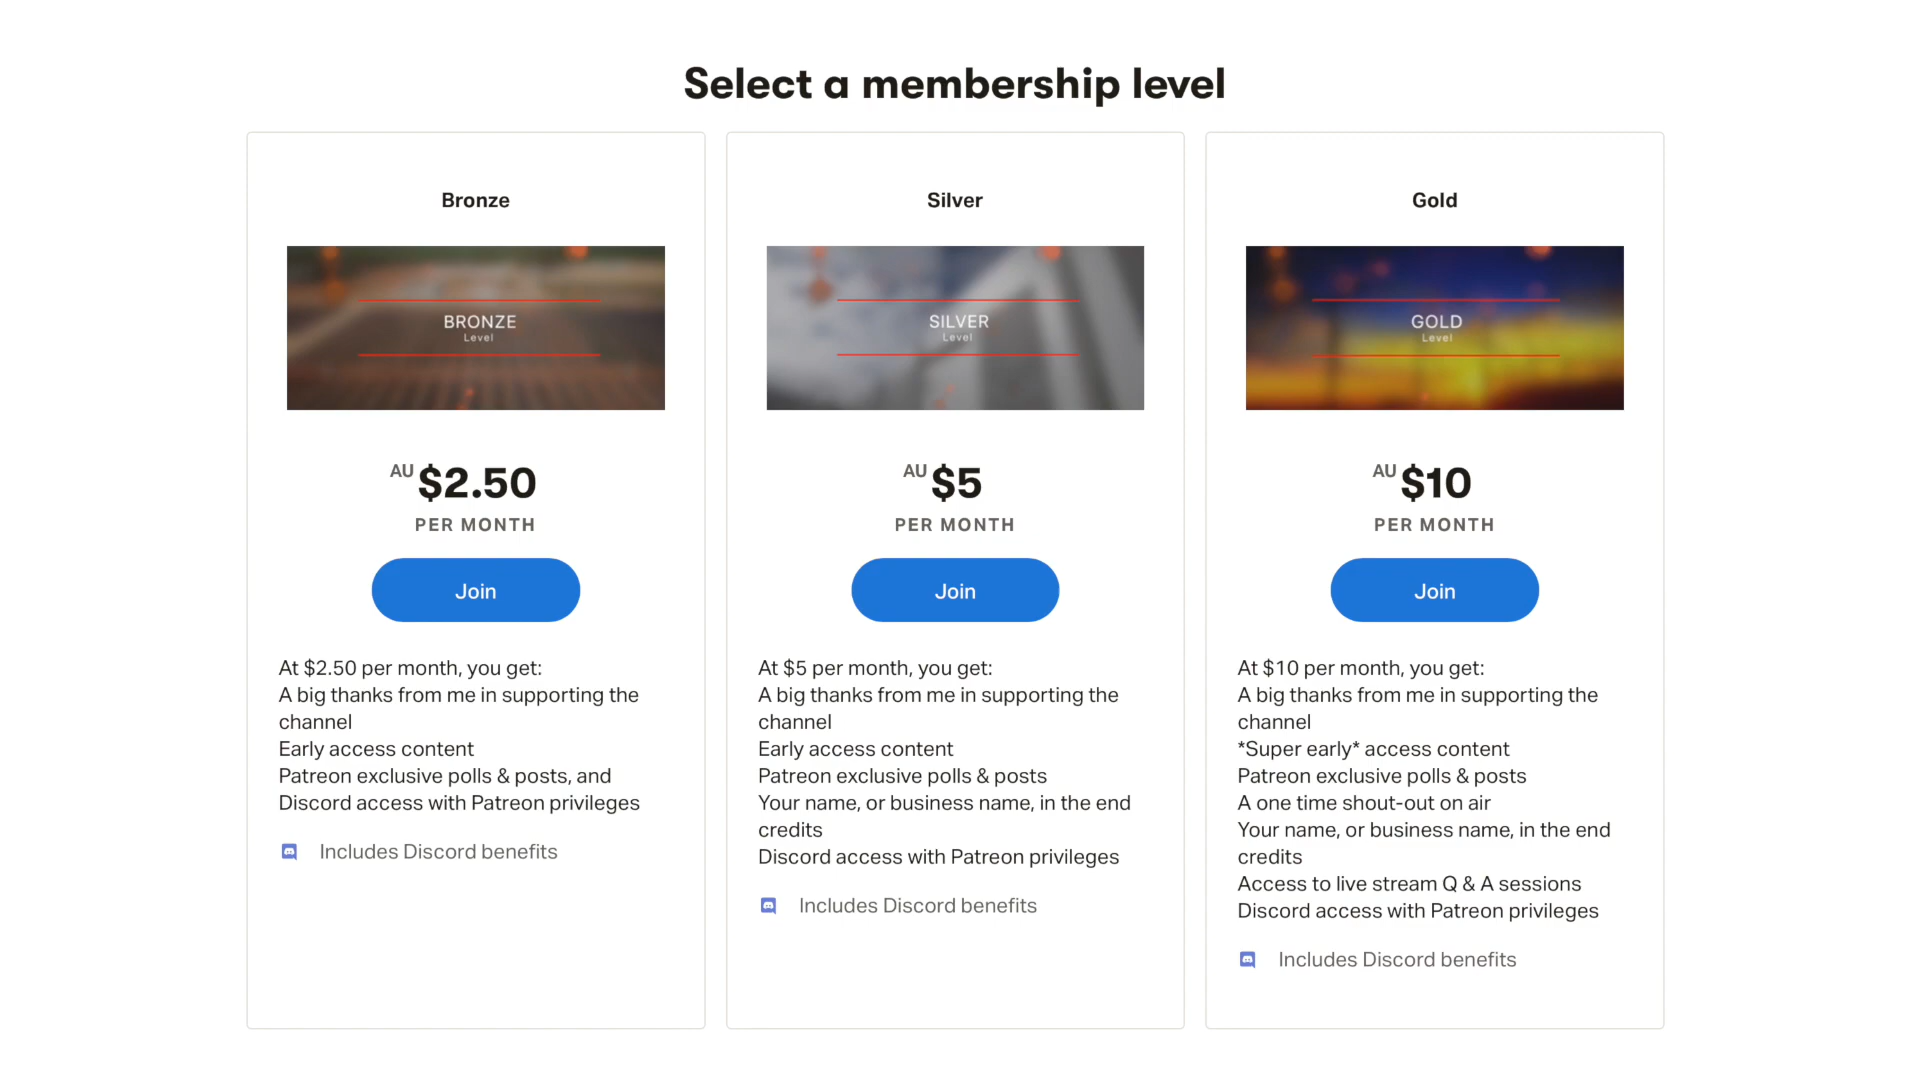 Select a membership level
Bronze
BRONZE
Level
AU $2.50
PER MONTH
Join
At $2.50 per month, you get:
A big thanks from me in supporting the
channel
Early access content
Patreon exclusive polls & posts, and
Discord access with Patreon privileges
Includes Discord benefits
Silver
SILVER
Level
AU $5
PER MONTH
Join
At $5 per month, you get:
A big thanks from me in supporting the
channel
Early access content
Patreon exclusive polls & posts
Your name, or business name, in the end
credits
Discord access with Patreon privileges
Includes Discord benefits
Gold
GOLD
Level
AU $10
PER MONTH
Join
At $10 per month, you get:
A big thanks from me in supporting the
channel
*Super early* access content
Patreon exclusive polls & posts
A one time shout-out on air
Your name, or business name, in the end
credits
Access to live stream Q & A sessions
Discord access with Patreon privileges
Includes Discord benefits